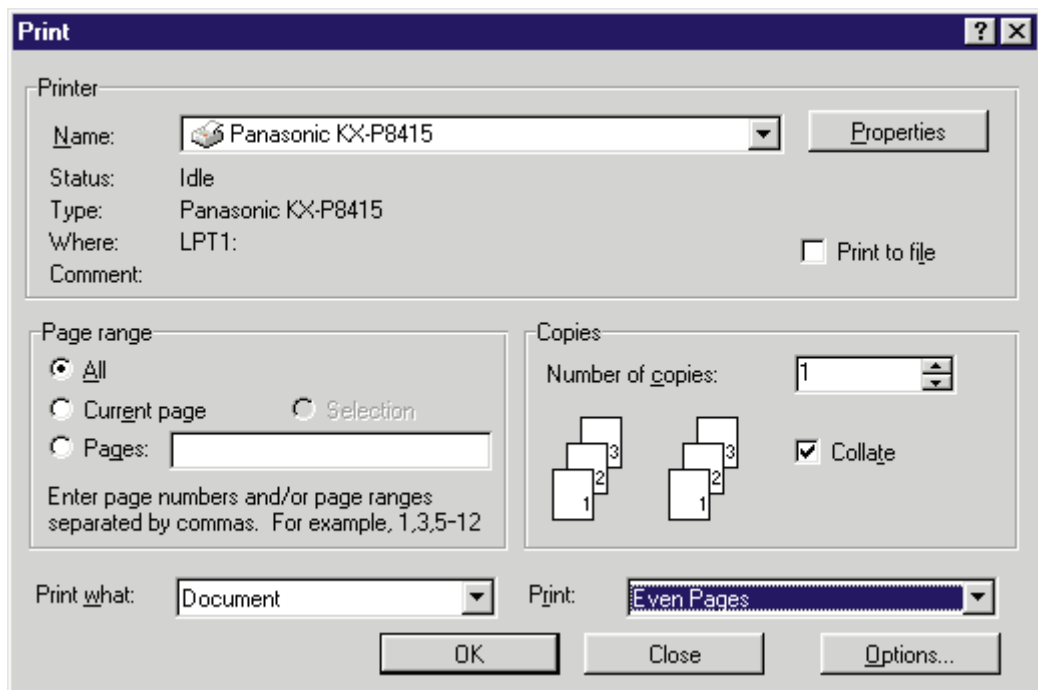 Print
Printer
Name: Panasonic KX-P8415 Properties
Status: Idle
Type: Panasonic KX-P8415
Where: LPT1:
Print to file
Comment:
Page range
All
Current page Selection
Pages:
Enter page numbers and/or page ranges
separated by commas. For example, 1,3,5-12
Copies
Number of copies: 1
3 3
2 2
1 1
Collate
Print what: Document Print: Even Pages
OK Close Options...